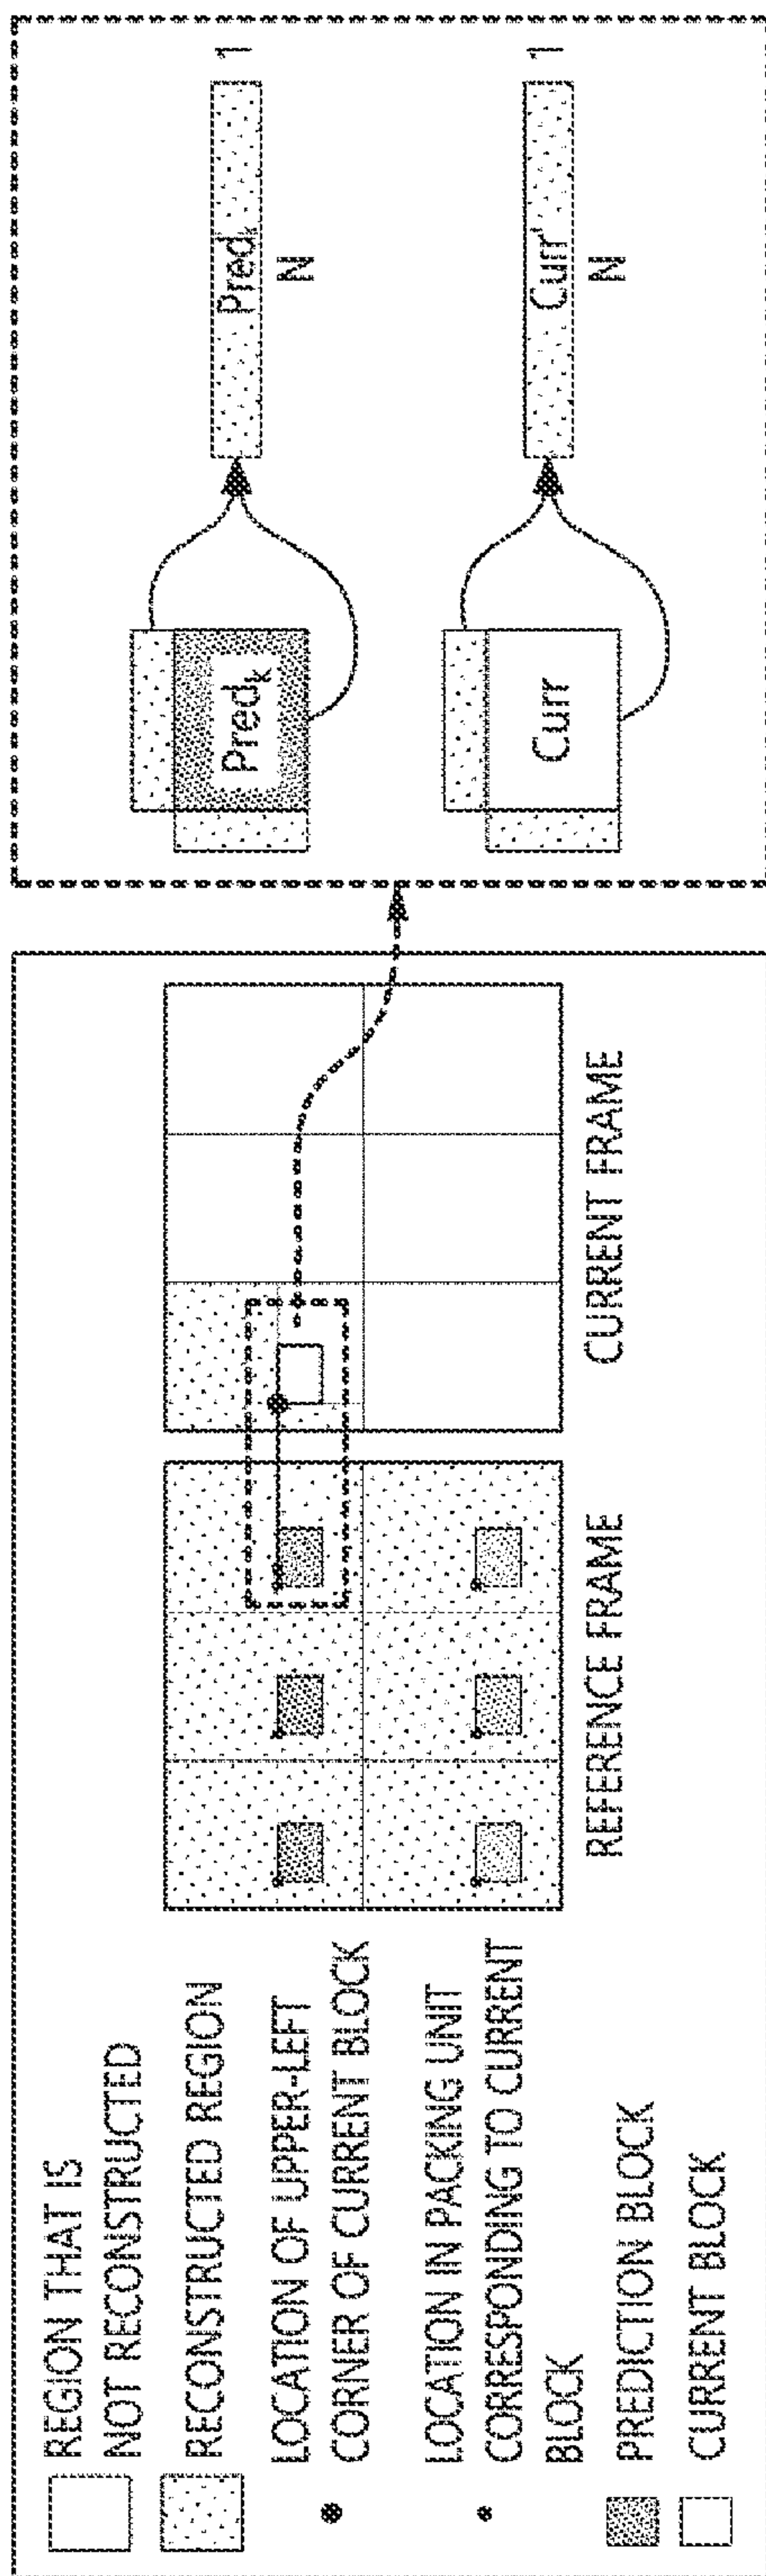 REGION THAT IS
NOT RECONSTRUCTED
RECONSTRUCTED REGION
LOCATION OF UPPER-LEFT
CORNER OF CURRENT BLOCK
LOCATION IN PACKING UNIT
CORRESPONDING TO CURRENT
BLOCK
PREDICTION BLOCK
CURRENT BLOCK
REFERENCE FRAME
CURRENT FRAME
Predₖ
Pred
1
N
Curr
Curr'
1
N